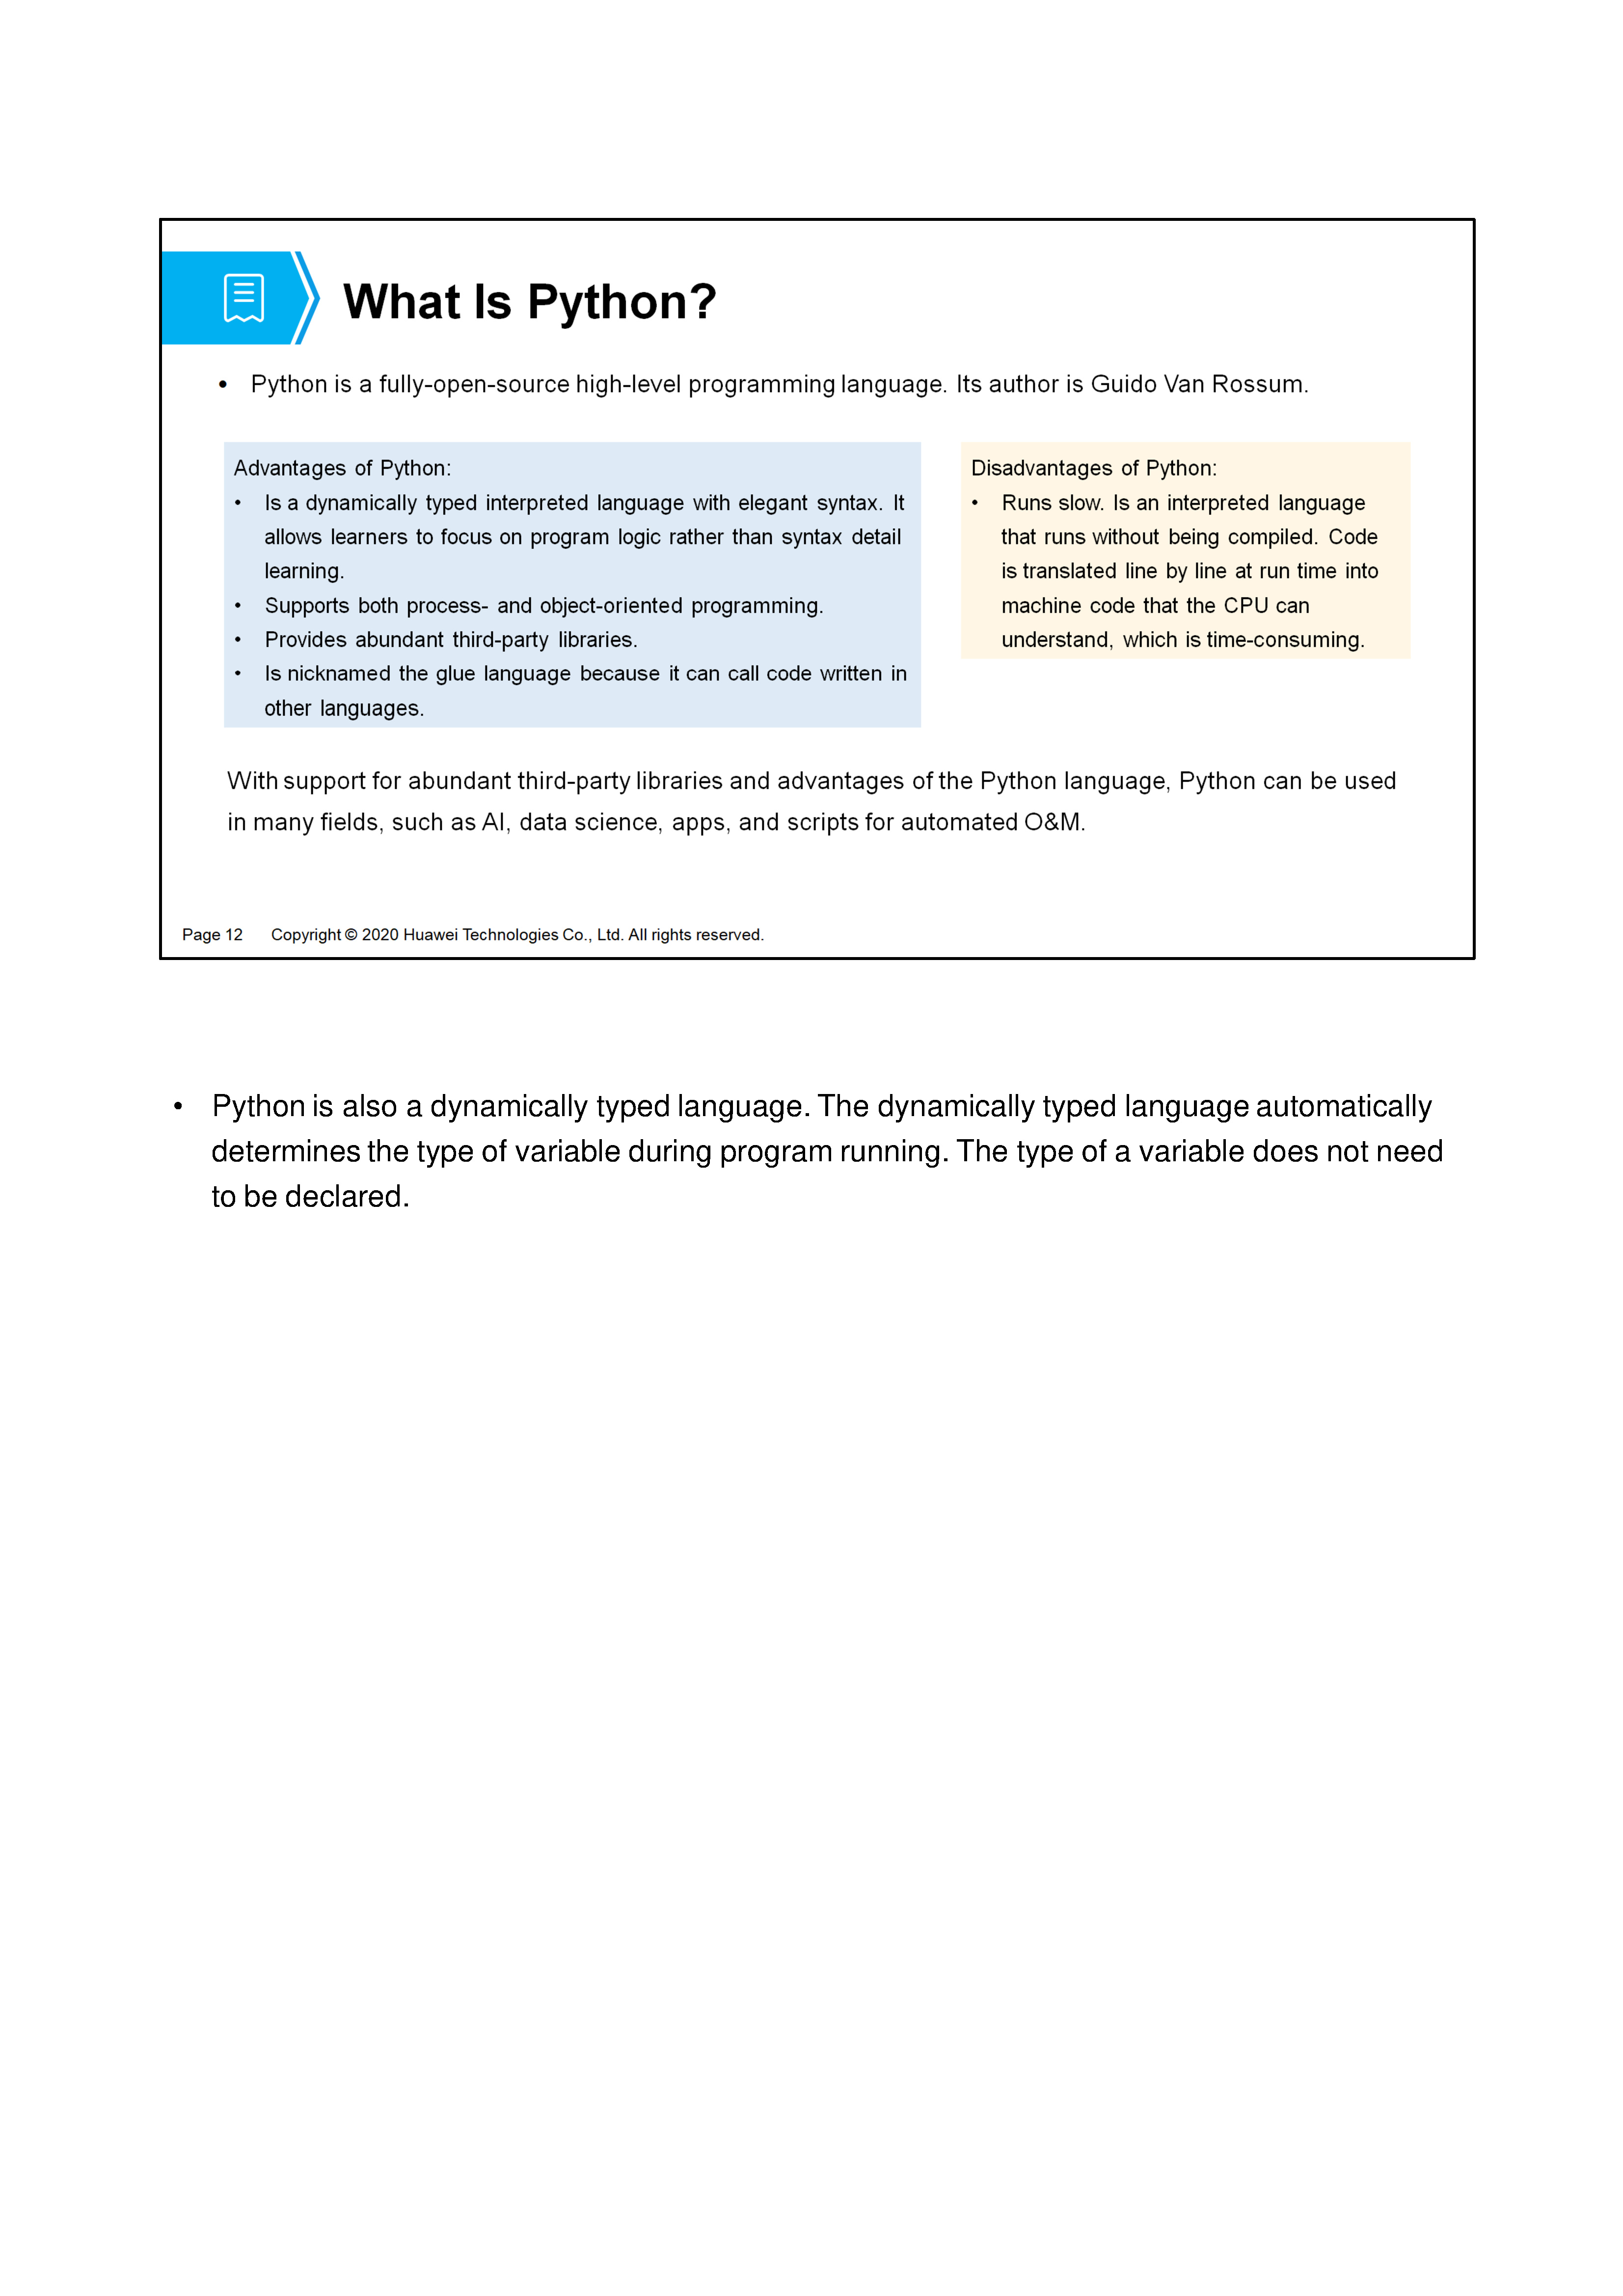 What Is Python?
• Python is a fully-open-source high-level programming language. Its author is Guido Van Rossum.
Advantages of Python:
• Is a dynamically typed interpreted language with elegant syntax. It
allows learners to focus on program logic rather than syntax detail
learning.
• Supports both process- and object-oriented programming.
• Provides abundant third-party libraries.
• Is nicknamed the glue language because it can call code written in
other languages.
Disadvantages of Python:
• Runs slow. Is an interpreted language
that runs without being compiled. Code
is translated line by line at run time into
machine code that the CPU can
understand, which is time-consuming.
With support for abundant third-party libraries and advantages of the Python language, Python can be used
in many fields, such as AI, data science, apps, and scripts for automated O&M.
Page 12 Copyright © 2020 Huawei Technologies Co., Ltd. All rights reserved.
• Python is also a dynamically typed language. The dynamically typed language automatically
determines the type of variable during program running. The type of a variable does not need
to be declared.